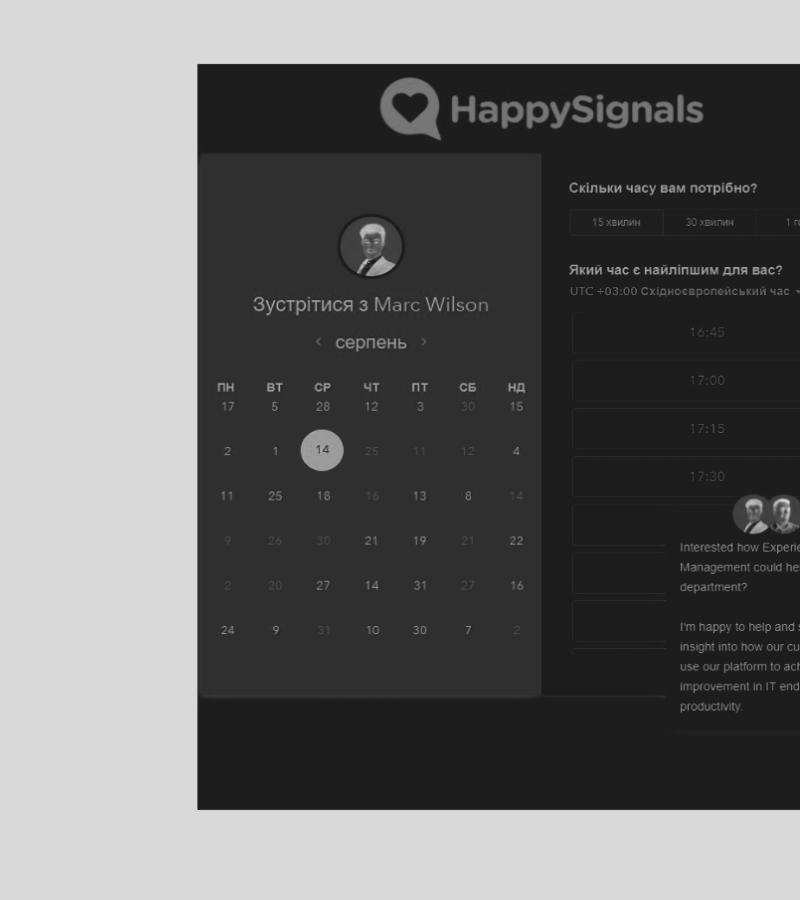 HappySignals
Зустрітися з Marc Wilson
серпень
ПН ВТ СР ЧТ ПТ СБ НД
17 5 28 12 3 30 15
2 1 14 25 11 12 4
11 25 18 16 13 8 14
9 26 30 21 19 21 22
2 20 27 14 31 27 16
24 9 31 10 30 7 2
Скільки часу вам потрібно?
15 хвилин 30 хвилин 1 го
Який час є найліпшим для вас?
UTC +03:00 Східноєвропейський час
16:45
17:00
17:15
17:30
Interested how Experie
Management could hel
department?
I'm happy to help and s
insight into how our cu
use our platform to ach
improvement in IT end
productivity.